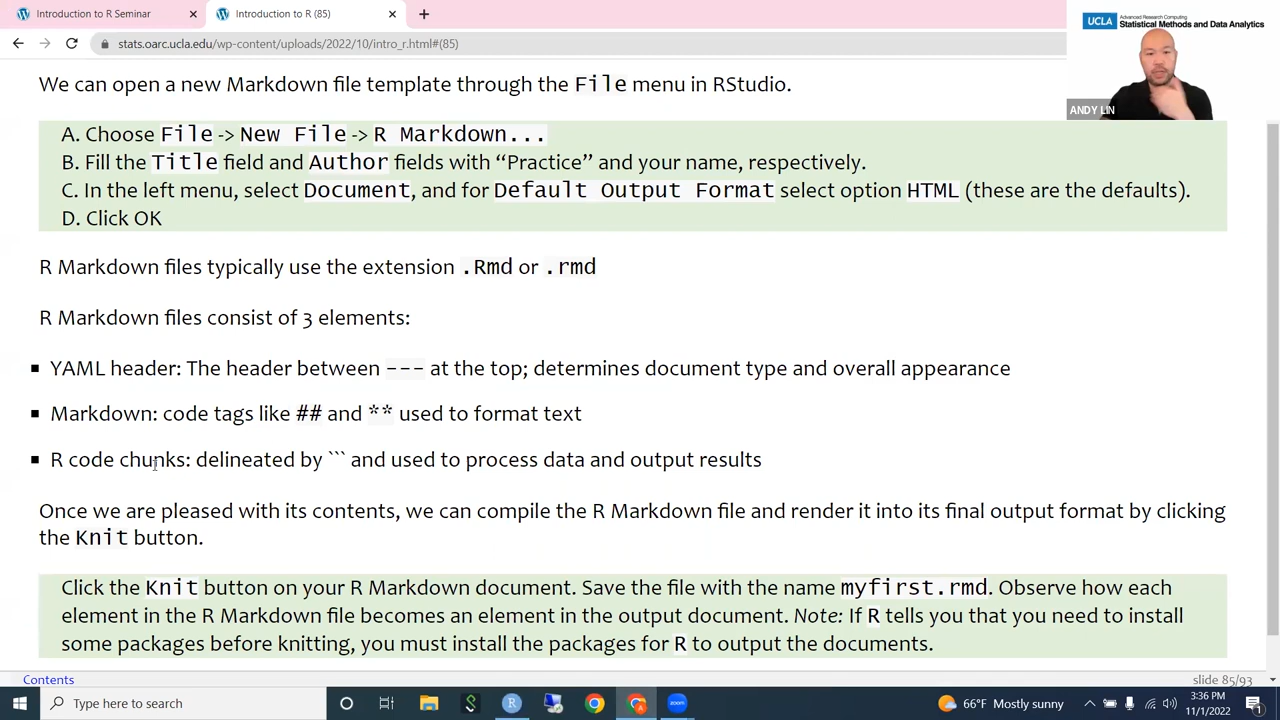 Introduction to R Seminar
Introduction to R (85)
stats.oarc.ucla.edu/wp-content/uploads/2022/10/intro_r.html#(85)
UCLA Advanced Research Computing
Statistical Methods and Data Analytics
ANDY LIN
We can open a new Markdown file template through the File menu in RStudio.
A. Choose File -> New File -> R Markdown...
B. Fill the Title field and Author fields with “Practice” and your name, respectively.
C. In the left menu, select Document, and for Default Output Format select option HTML (these are the defaults).
D. Click OK
R Markdown files typically use the extension .Rmd or .rmd
R Markdown files consist of 3 elements:
YAML header: The header between --- at the top; determines document type and overall appearance
Markdown: code tags like ## and ** used to format text
R code chunks: delineated by ``` and used to process data and output results
Once we are pleased with its contents, we can compile the R Markdown file and render it into its final output format by clicking
the Knit button.
Click the Knit button on your R Markdown document. Save the file with the name myfirst.rmd. Observe how each
element in the R Markdown file becomes an element in the output document. Note: If R tells you that you need to install
some packages before knitting, you must install the packages for R to output the documents.
Contents
slide 85/93
Type here to search
66°F Mostly sunny
3:36 PM
11/1/2022